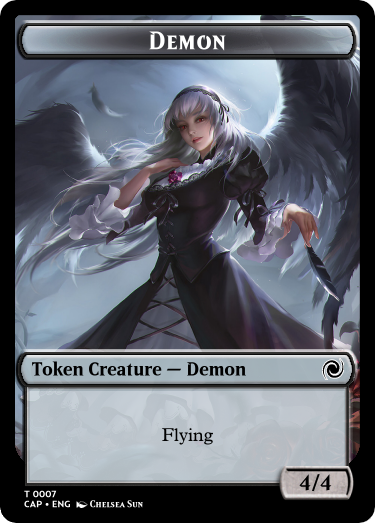 Demon
Token Creature — Demon
Flying
4/4
T 0007
CAP • ENG Chelsea Sun